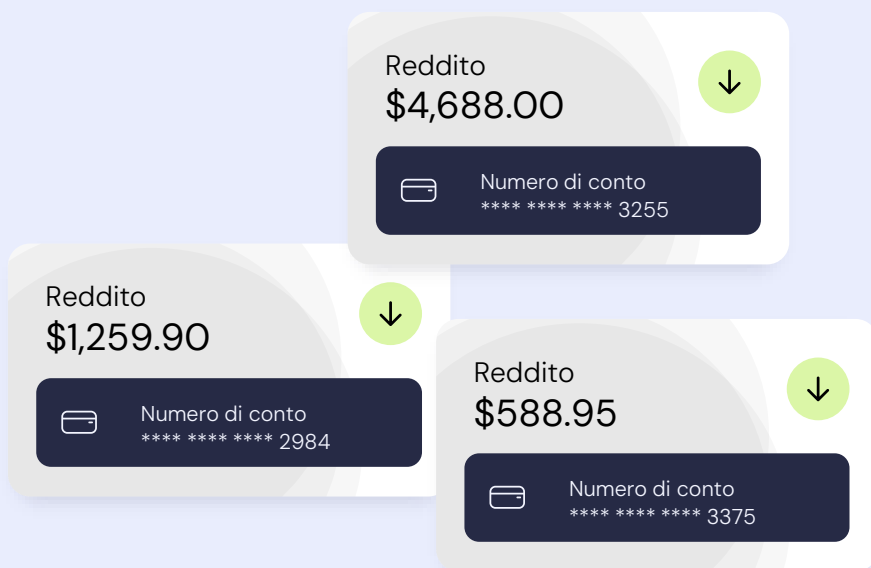 Reddito
$4,688.00
Numero di conto
**** **** **** 3255
Reddito
$1,259.90
Numero di conto
**** **** **** 2984
Reddito
$588.95
Numero di conto
**** **** **** 3375